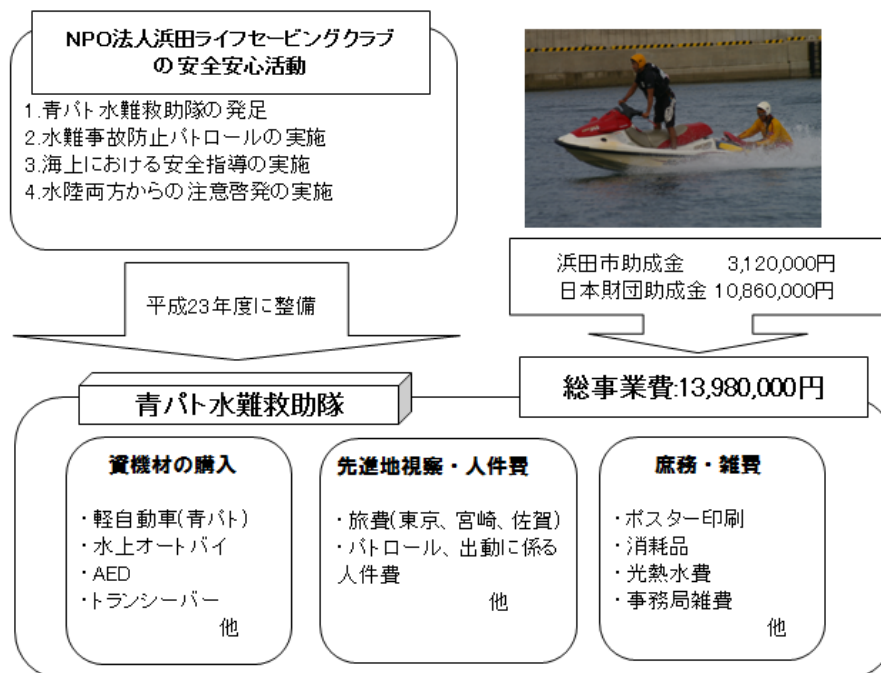 NPO法人浜田ライフセービングクラブ
の安全安心活動
1.青パト水難救助隊の発足
2.水難事故防止パトロールの実施
3.海上における安全指導の実施
4.水陸両方からの注意啓発の実施
平成23年度に整備
浜田市助成金 3,120,000円
日本財団助成金 10,860,000円
総事業費:13,980,000円
青パト水難救助隊
資機材の購入
・軽自動車(青パト)
・水上オートバイ
・AED
・トランシーバー
他
先進地視察・人件費
・旅費(東京、宮崎、佐賀)
・パトロール、出動に係る
人件費
他
庶務・雑費
・ポスター印刷
・消耗品
・光熱水費
・事務局雑費
他